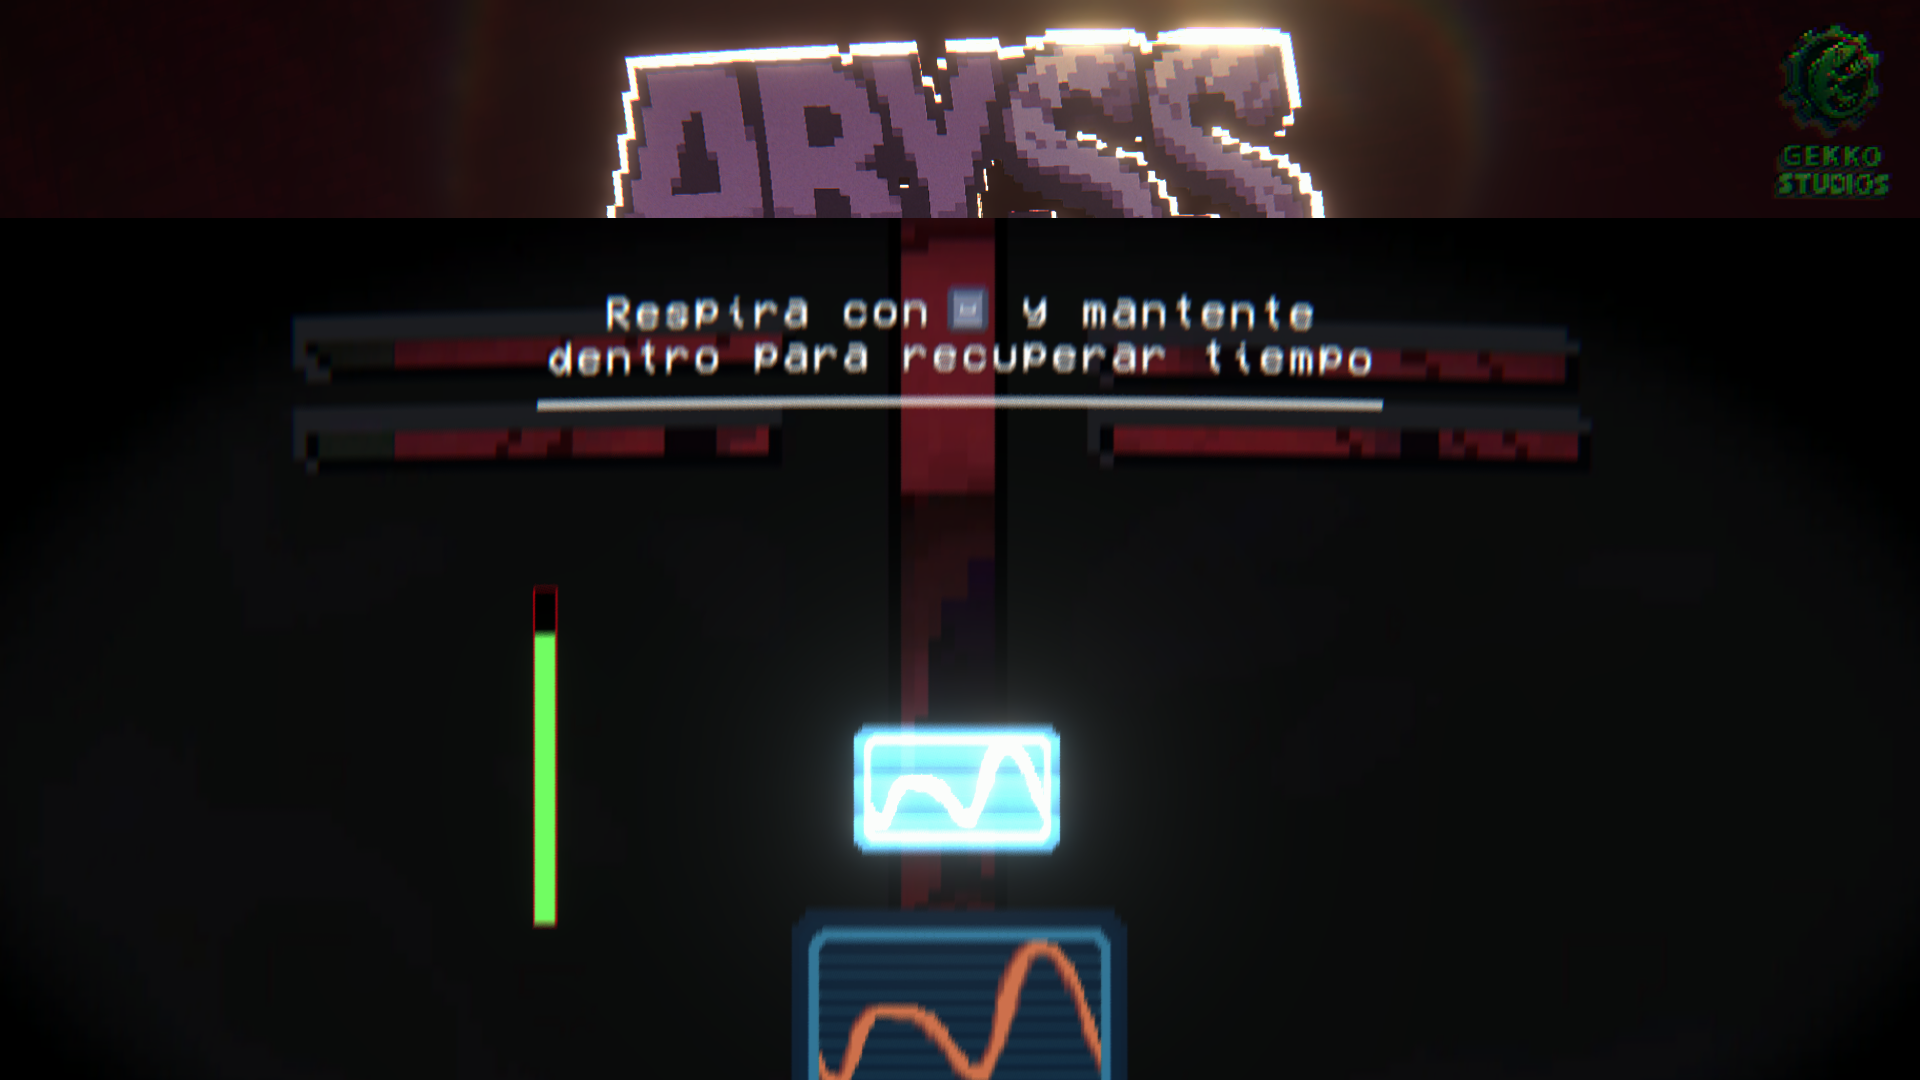 ABYSS
GEKKO
STUDIOS
Respira con y mantente
dentro para recuperar tiempo